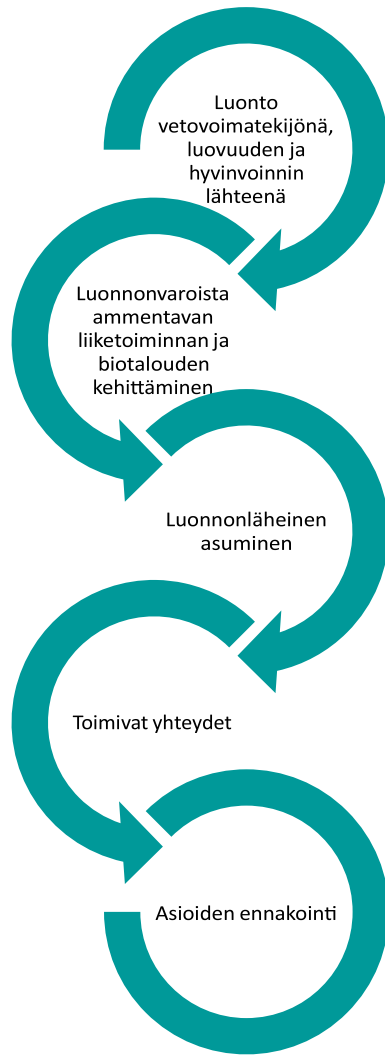 Luonto
vetovoimatekijönä,
luovuuden ja
hyvinvoinnin
lähteenä
Luonnonvaroista
ammentavan
liiketoiminnan ja
biotalouden
kehittäminen
Luonnonläheinen
asuminen
Toimivat yhteydet
Asioiden ennakointi